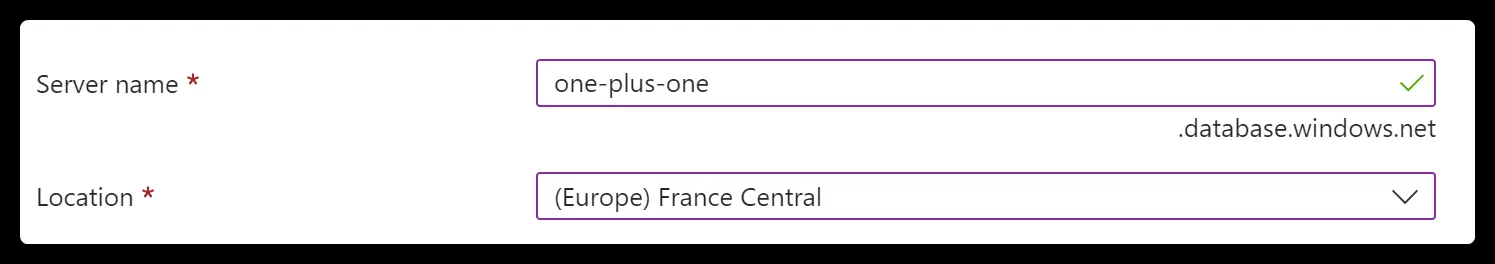 Server name * one-plus-one
.database.windows.net
Location * (Europe) France Central